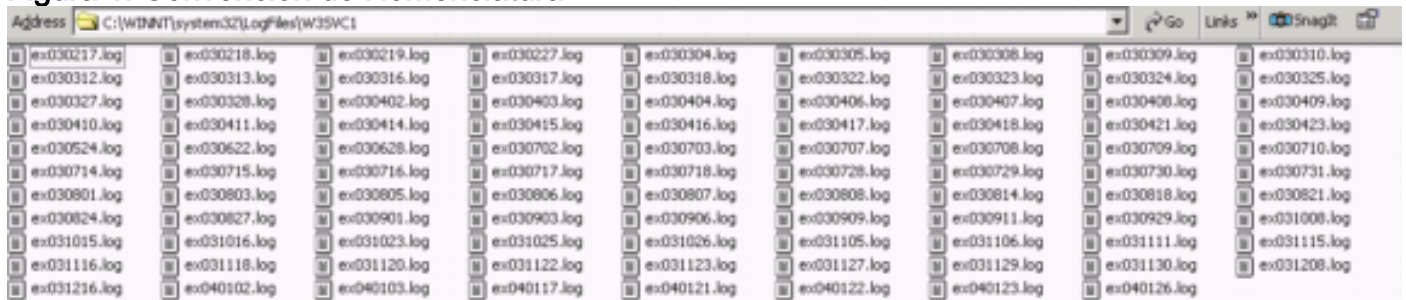 Address C:\WINNT\system32\LogFiles\W3SVC1 Go Links » SnagIt
ex030217.log ex030218.log ex030219.log ex030227.log ex030304.log ex030305.log ex030308.log ex030309.log ex030310.log
ex030312.log ex030313.log ex030316.log ex030317.log ex030318.log ex030322.log ex030323.log ex030324.log ex030325.log
ex030327.log ex030328.log ex030402.log ex030403.log ex030404.log ex030406.log ex030407.log ex030408.log ex030409.log
ex030410.log ex030411.log ex030414.log ex030415.log ex030416.log ex030417.log ex030418.log ex030421.log ex030423.log
ex030524.log ex030622.log ex030628.log ex030702.log ex030703.log ex030707.log ex030708.log ex030709.log ex030710.log
ex030714.log ex030715.log ex030716.log ex030717.log ex030718.log ex030728.log ex030729.log ex030730.log ex030731.log
ex030801.log ex030803.log ex030805.log ex030806.log ex030807.log ex030808.log ex030814.log ex030818.log ex030821.log
ex030824.log ex030827.log ex030901.log ex030903.log ex030906.log ex030909.log ex030911.log ex030929.log ex031008.log
ex031015.log ex031016.log ex031023.log ex031025.log ex031026.log ex031105.log ex031106.log ex031111.log ex031115.log
ex031116.log ex031118.log ex031120.log ex031122.log ex031123.log ex031127.log ex031129.log ex031130.log ex031208.log
ex031216.log ex040102.log ex040103.log ex040117.log ex040121.log ex040122.log ex040123.log ex040126.log